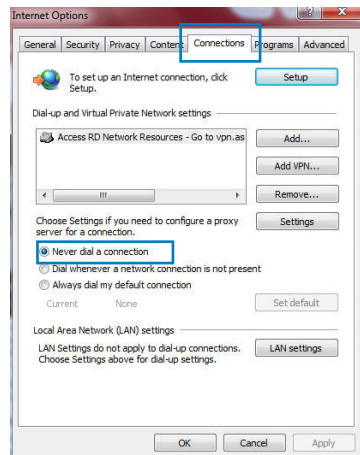 Internet Options
General Security Privacy Content Connections Programs Advanced
To set up an Internet connection, click
Setup.
Setup
Dial-up and Virtual Private Network settings
Access RD Network Resources - Go to vpn.as
Add...
Add VPN...
Remove...
Choose Settings if you need to configure a proxy
server for a connection.
Settings
Never dial a connection
Dial whenever a network connection is not present
Always dial my default connection
Current None
Set default
Local Area Network (LAN) settings
LAN Settings do not apply to dial-up connections.
Choose Settings above for dial-up settings.
LAN settings
OK Cancel Apply